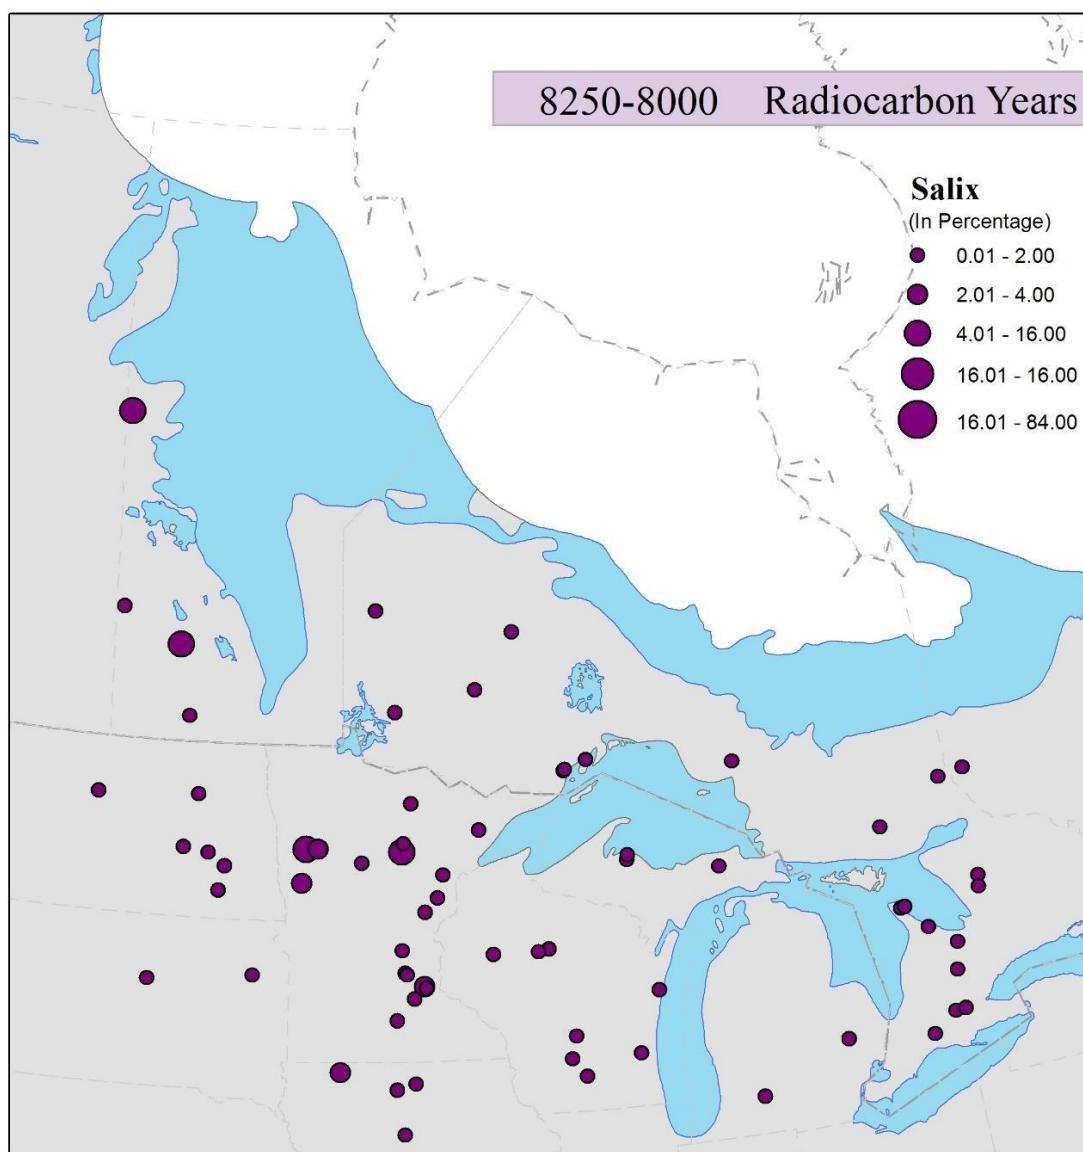 8250-8000 Radiocarbon Years
Salix
(In Percentage)
0.01 - 2.00
2.01 - 4.00
4.01 - 16.00
16.01 - 16.00
16.01 - 84.00